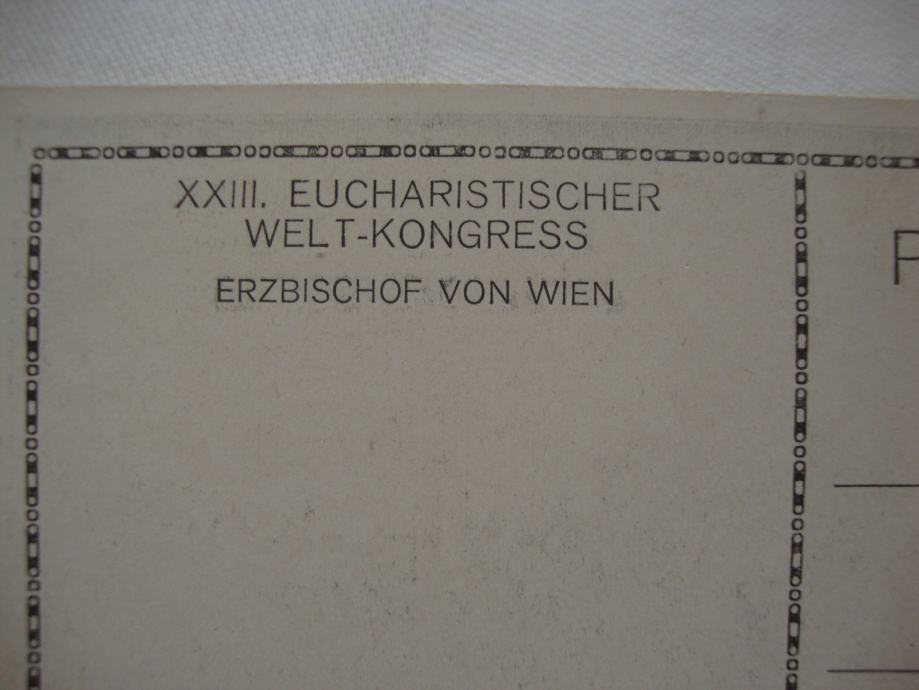 XXIII. EUCHARISTISCHER
WELT-KONGRESS
ERZBISCHOF VON WIEN